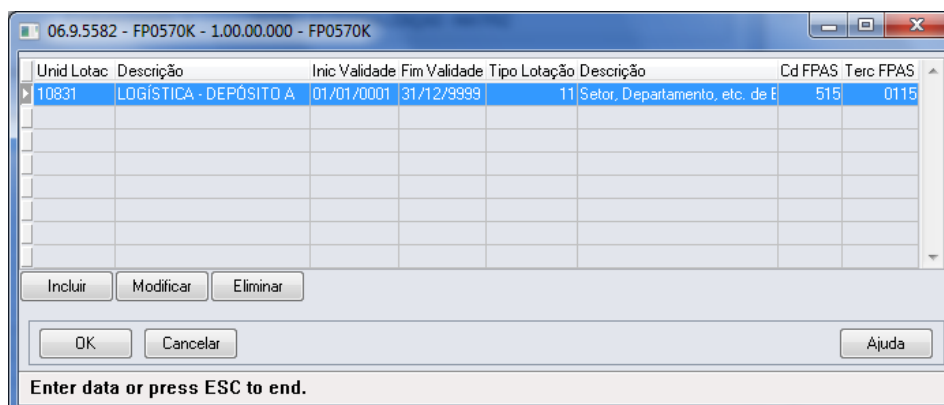 06.9.5582 - FP0570K - 1.00.00.000 - FP0570K
Unid Lotac Descrição Inic Validade Fim Validade Tipo Lotação Descrição Cd FPAS Terc FPAS
10831 LOGÍSTICA - DEPÓSITO A 01/01/0001 31/12/9999 11 Setor, Departamento, etc. de E 515 0115
Incluir Modificar Eliminar
OK Cancelar Ajuda
Enter data or press ESC to end.